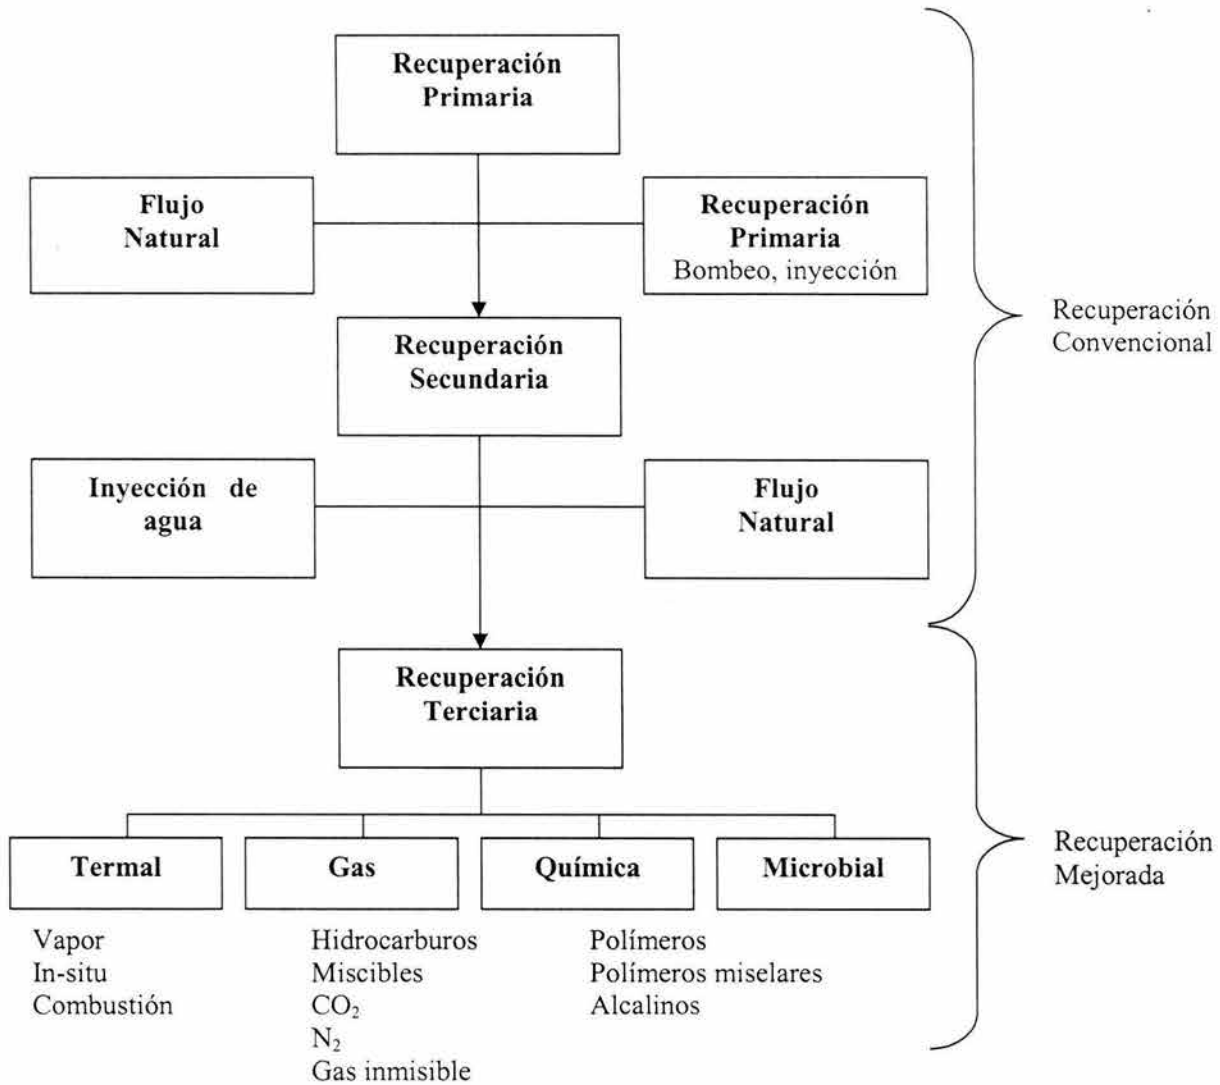 Recuperación
Primaria
Flujo
Natural
Recuperación
Primaria
Bombeo, inyección
Recuperación
Convencional
Recuperación
Secundaria
Inyección de
agua
Flujo
Natural
Recuperación
Terciaria
Recuperación
Mejorada
Termal
Gas
Química
Microbial
Vapor
In-situ
Combustión
Hidrocarburos
Miscibles
CO₂
N₂
Gas inmisible
Polímeros
Polímeros miselares
Alcalinos